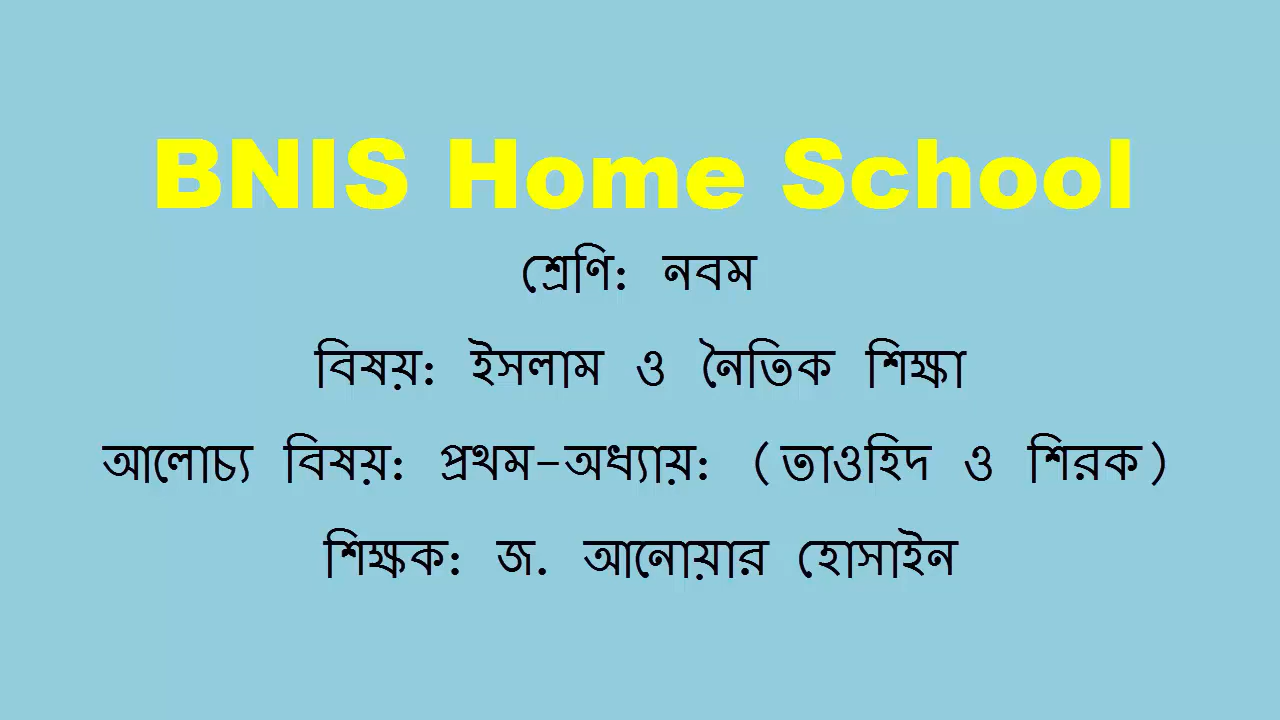 BNIS Home School
শ্রেণি: নবম
বিষয়: ইসলাম ও নৈতিক শিক্ষা
আলোচ্য বিষয়: প্রথম-অধ্যায়: (তাওহিদ ও শিরক)
শিক্ষক: জ. আনোয়ার হোসাইন